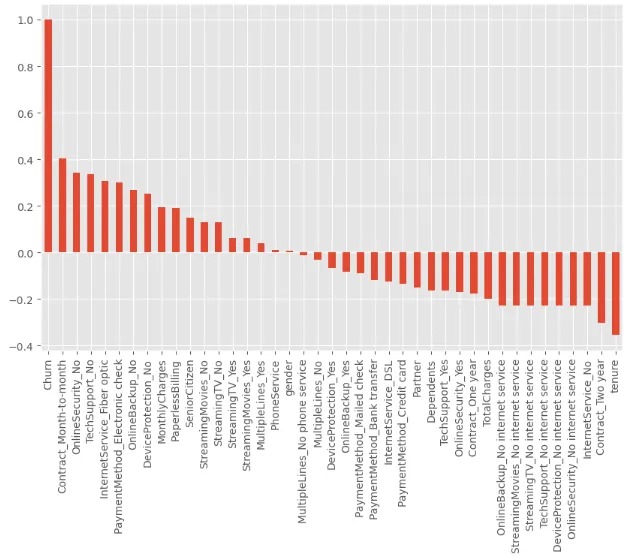 1.0
0.8
0.6
0.4
0.2
0.0
−0.2
−0.4
Churn
Contract_Month-to-month
OnlineSecurity_No
TechSupport_No
InternetService_Fiber optic
PaymentMethod_Electronic check
OnlineBackup_No
DeviceProtection_No
MonthlyCharges
PaperlessBilling
SeniorCitizen
StreamingMovies_No
StreamingTV_No
StreamingTV_Yes
StreamingMovies_Yes
MultipleLines_Yes
PhoneService
gender
MultipleLines_No phone service
MultipleLines_No
DeviceProtection_Yes
OnlineBackup_Yes
PaymentMethod_Mailed check
PaymentMethod_Bank transfer
InternetService_DSL
PaymentMethod_Credit card
Partner
Dependents
TechSupport_Yes
OnlineSecurity_Yes
Contract_One year
TotalCharges
OnlineBackup_No internet service
StreamingMovies_No internet service
StreamingTV_No internet service
TechSupport_No internet service
DeviceProtection_No internet service
OnlineSecurity_No internet service
InternetService_No
Contract_Two year
tenure